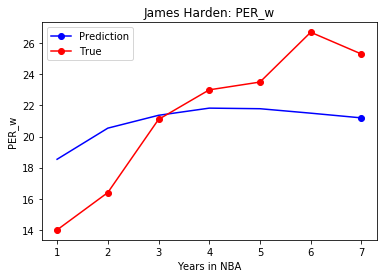 James Harden: PER_w
Prediction
True
PER_w
26
24
22
20
18
16
14
1 2 3 4 5 6 7
Years in NBA